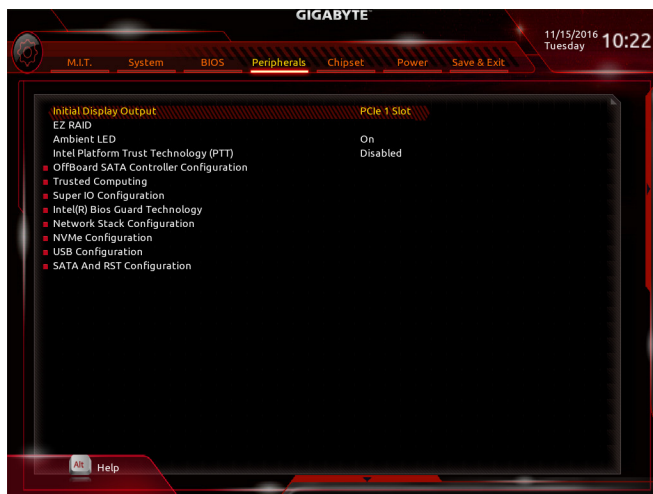 GIGABYTE™
11/15/2016
Tuesday
10:22
M.I.T. System BIOS Peripherals Chipset Power Save & Exit
Initial Display Output PCIe 1 Slot
EZ RAID
Ambient LED On
Intel Platform Trust Technology (PTT) Disabled
OffBoard SATA Controller Configuration
Trusted Computing
Super IO Configuration
Intel(R) Bios Guard Technology
Network Stack Configuration
NVMe Configuration
USB Configuration
SATA And RST Configuration
Alt Help